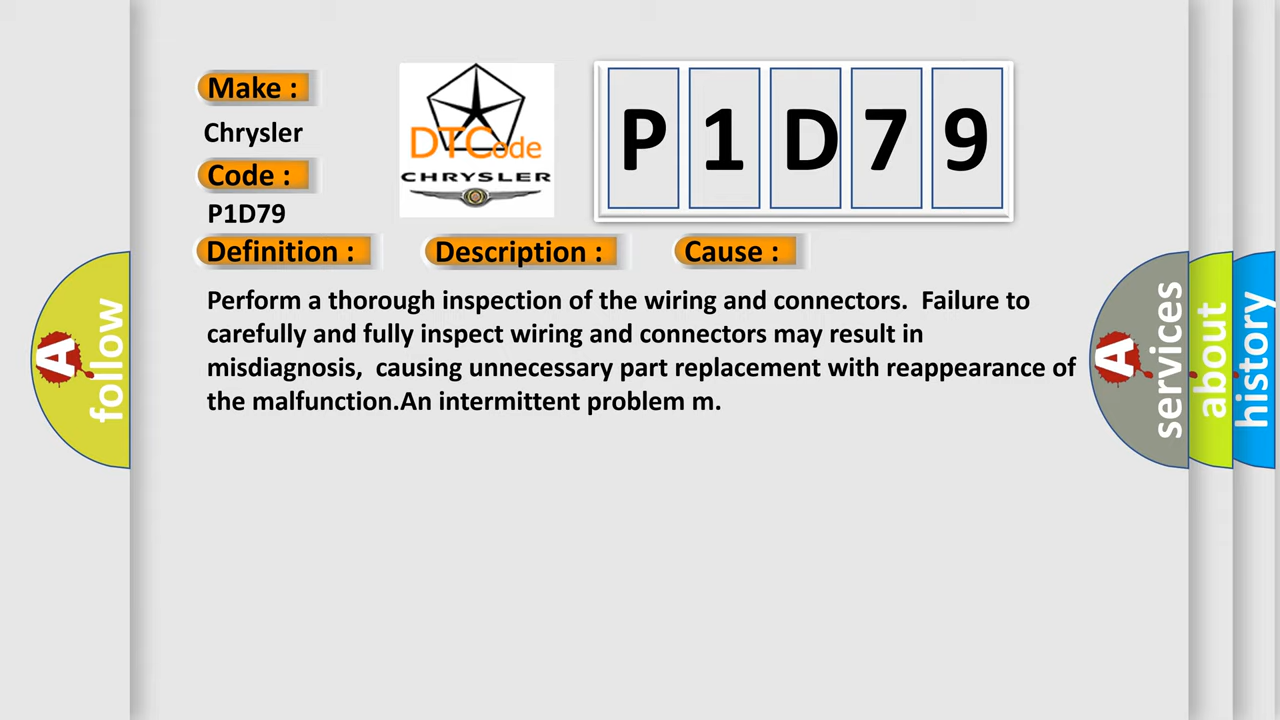 Make :
Chrysler
Code :
P1D79
DTCode
CHRYSLER
P 1 D 7 9
Definition :
Description :
Cause :
Perform a thorough inspection of the wiring and connectors. Failure to
carefully and fully inspect wiring and connectors may result in
misdiagnosis, causing unnecessary part replacement with reappearance of
the malfunctionAn intermittent problem m.
A
follow
A
services
about
history